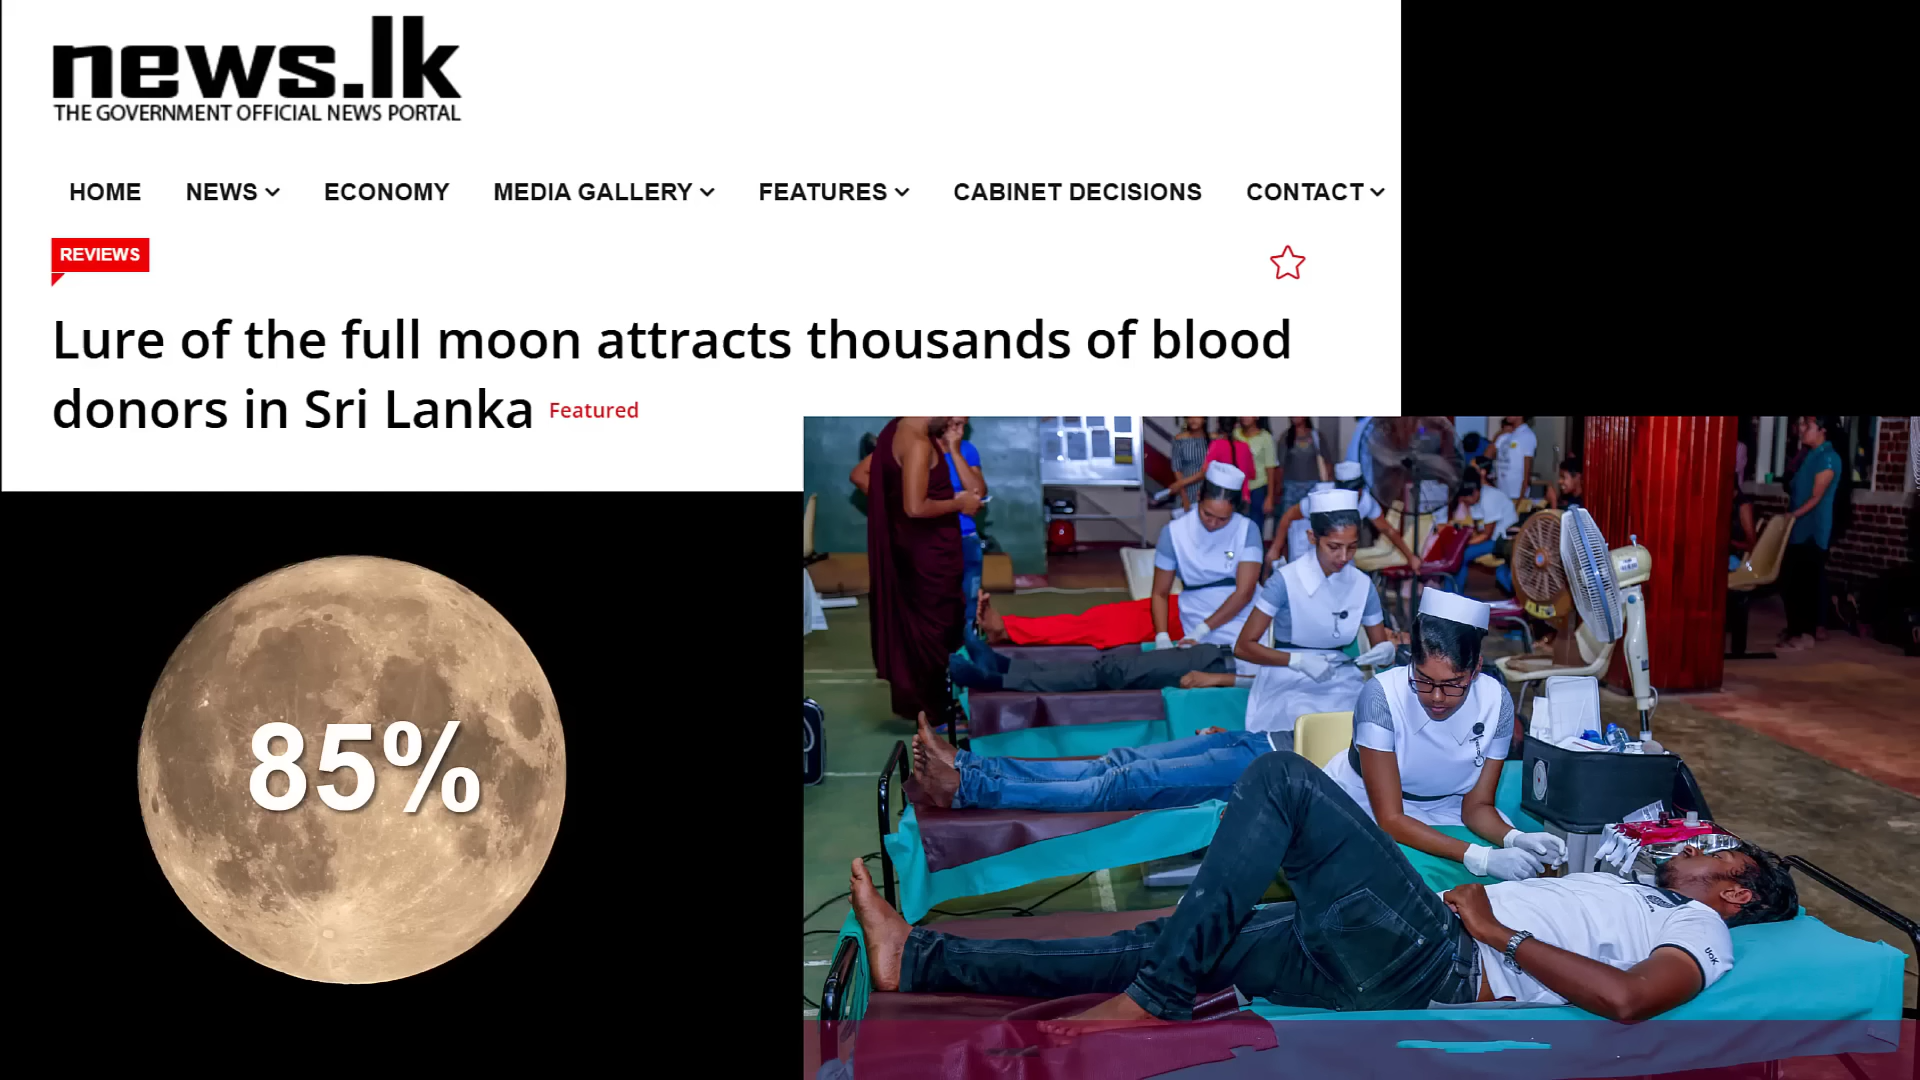 news.lk
THE GOVERNMENT OFFICIAL NEWS PORTAL
HOME NEWS ECONOMY MEDIA GALLERY FEATURES CABINET DECISIONS CONTACT
REVIEWS
Lure of the full moon attracts thousands of blood
donors in Sri Lanka Featured
85%
UoK